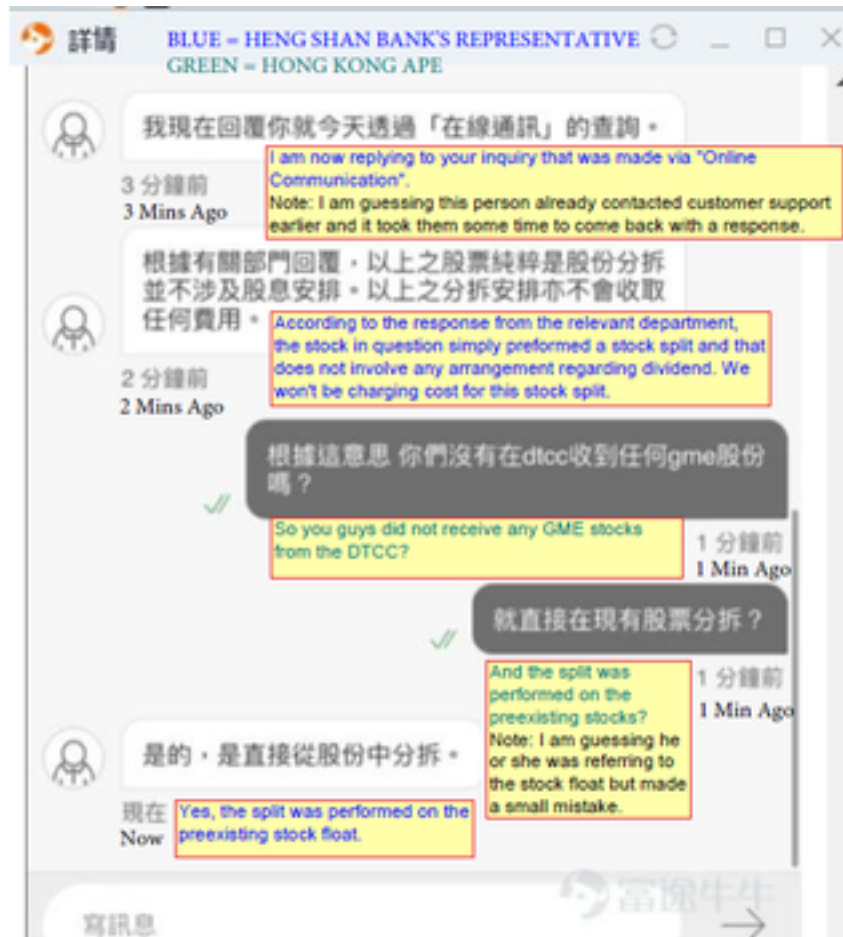 詳情
BLUE = HENG SHAN BANK'S REPRESENTATIVE
GREEN = HONG KONG APE
我現在回覆你就今天透過「在線通訊」的查詢。
I am now replying to your inquiry that was made via "Online
Communication".
Note: I am guessing this person already contacted customer support
earlier and it took them some time to come back with a response.
3 分鐘前
3 Mins Ago
根據有關部門回覆，以上之股票純粹是股份分拆
並不涉及股息安排。以上之分拆安排亦不會收取
任何費用。
According to the response from the relevant department,
the stock in question simply preformed a stock split and that
does not involve any arrangement regarding dividend. We
won't be charging cost for this stock split.
2 分鐘前
2 Mins Ago
根據這意思 你們沒有在dtcc收到任何gme股份
嗎？
So you guys did not receive any GME stocks
from the DTCC?
1 分鐘前
1 Min Ago
就直接在現有股票分拆？
And the split was
performed on the
preexisting stocks?
Note: I am guessing he
or she was referring to
the stock float but made
a small mistake.
1 分鐘前
1 Min Ago
是的，是直接從股份中分拆。
現在
Now
Yes, the split was performed on the
preexisting stock float.
富途牛牛
寫訊息